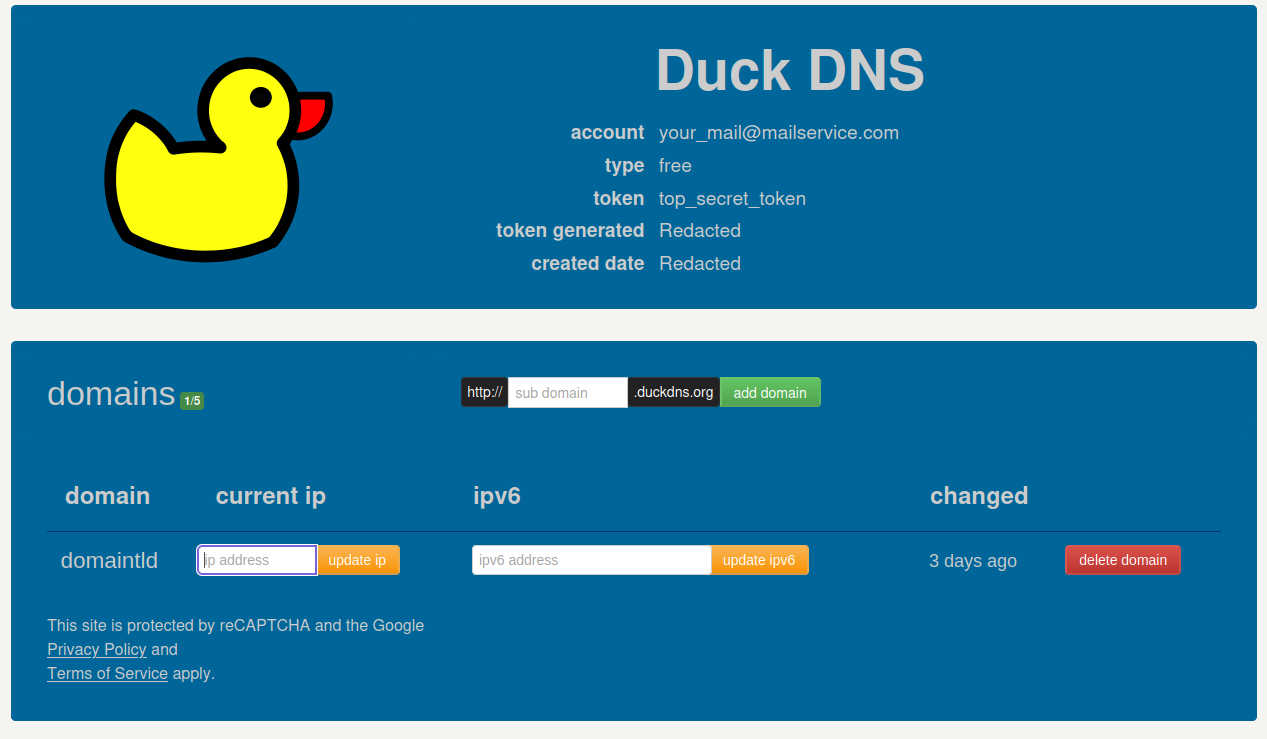 Duck DNS
account your_mail@mailservice.com
type free
token top_secret_token
token generated Redacted
created date Redacted
domains 1/5 http:// sub domain .duckdns.org add domain
domain current ip ipv6 changed
domaintld ip address update ip ipv6 address update ipv6 3 days ago delete domain
This site is protected by reCAPTCHA and the Google
Privacy Policy and
Terms of Service apply.